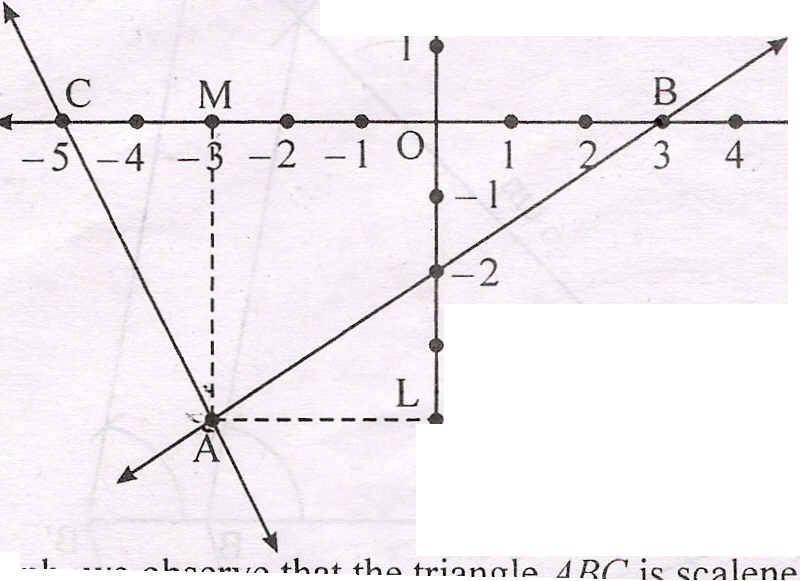 1
C M B
−5 −4 −3 −2 −1 O 1 2 3 4
−1
−2
L
A
we observe that the triangle ABC is scalene